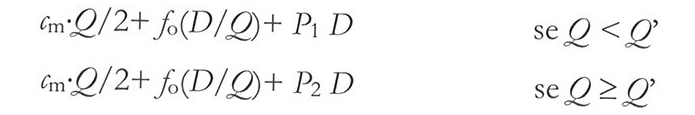 cm·Q/2+ fo(D/Q)+ P1 D se Q < Q’
cm·Q/2+ fo(D/Q)+ P2 D se Q ≥ Q’